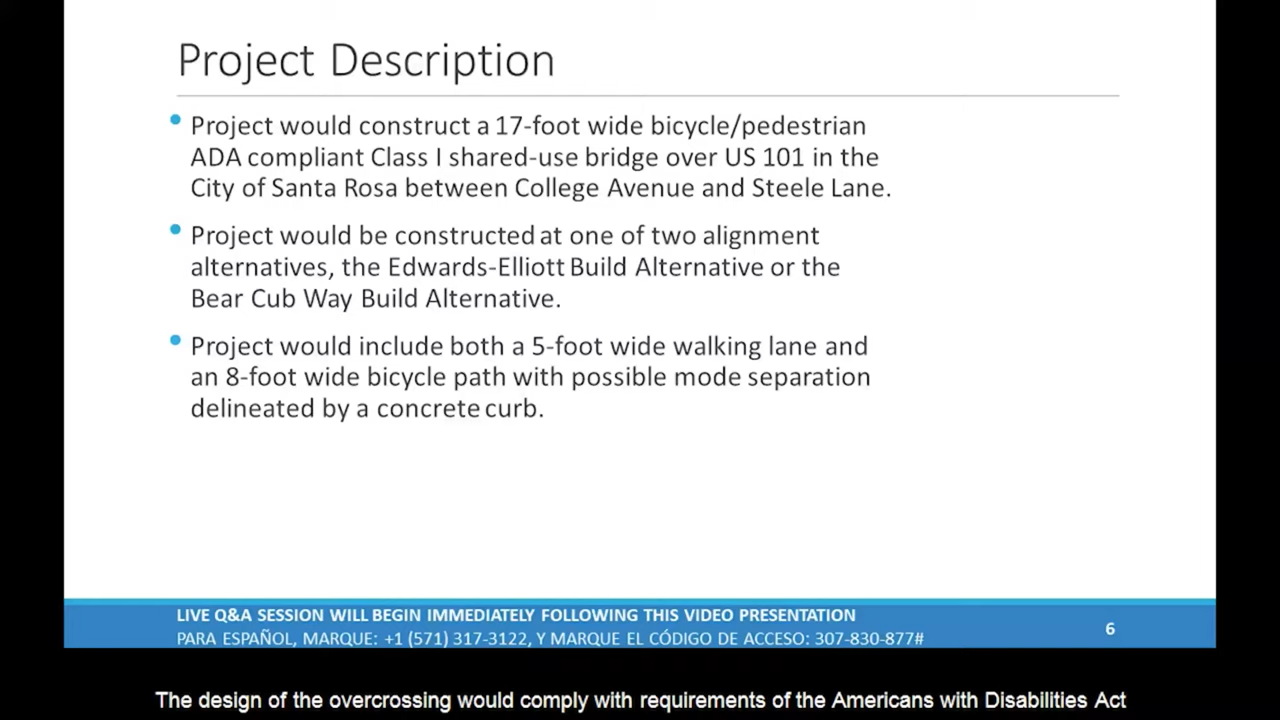 Project Description
Project would construct a 17-foot wide bicycle/pedestrian
ADA compliant Class I shared-use bridge over US 101 in the
City of Santa Rosa between College Avenue and Steele Lane.
Project would be constructed at one of two alignment
alternatives, the Edwards-Elliott Build Alternative or the
Bear Cub Way Build Alternative.
Project would include both a 5-foot wide walking lane and
an 8-foot wide bicycle path with possible mode separation
delineated by a concrete curb.
LIVE Q&A SESSION WILL BEGIN IMMEDIATELY FOLLOWING THIS VIDEO PRESENTATION
PARA ESPAÑOL, MARQUE: +1 (571) 317-3122, Y MARQUE EL CÓDIGO DE ACCESO: 307-830-877#
6
The design of the overcrossing would comply with requirements of the Americans with Disabilities Act